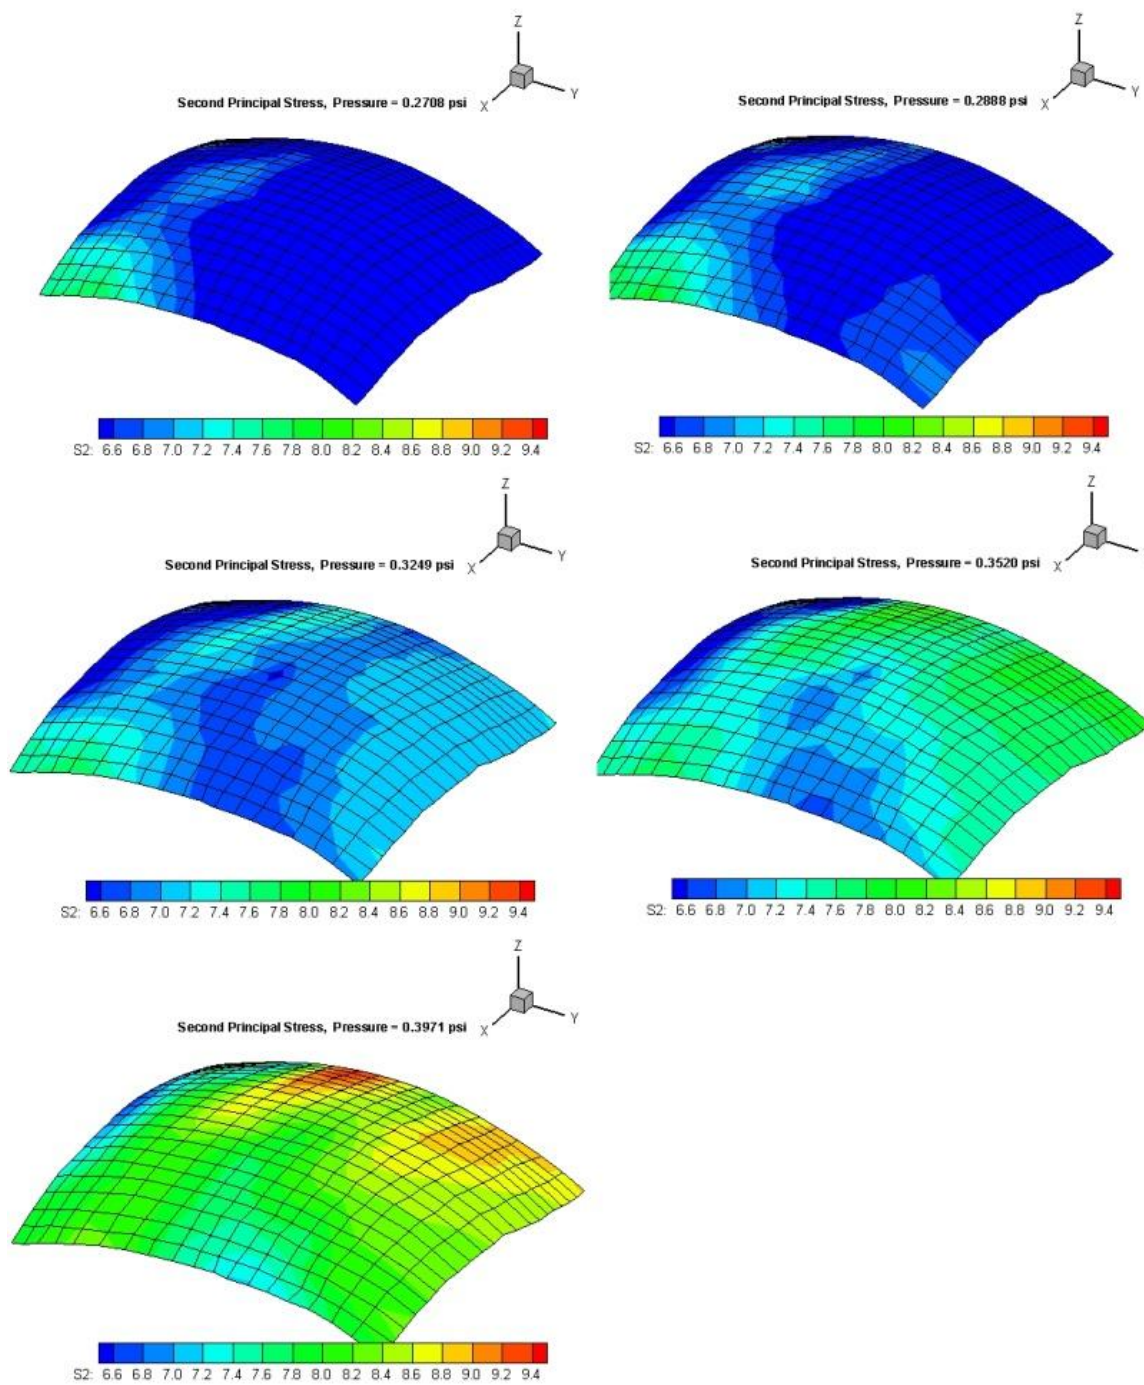 Z
Y
X
Second Principal Stress, Pressure = 0.2708 psi
S2: 6.6 6.8 7.0 7.2 7.4 7.6 7.8 8.0 8.2 8.4 8.6 8.8 9.0 9.2 9.4
Z
Y
X
Second Principal Stress, Pressure = 0.2888 psi
S2: 6.6 6.8 7.0 7.2 7.4 7.6 7.8 8.0 8.2 8.4 8.6 8.8 9.0 9.2 9.4
Z
Y
X
Second Principal Stress, Pressure = 0.3249 psi
S2: 6.6 6.8 7.0 7.2 7.4 7.6 7.8 8.0 8.2 8.4 8.6 8.8 9.0 9.2 9.4
Z
X
Second Principal Stress, Pressure = 0.3520 psi
S2: 6.6 6.8 7.0 7.2 7.4 7.6 7.8 8.0 8.2 8.4 8.6 8.8 9.0 9.2 9.4
Z
Y
X
Second Principal Stress, Pressure = 0.3971 psi
S2: 6.6 6.8 7.0 7.2 7.4 7.6 7.8 8.0 8.2 8.4 8.6 8.8 9.0 9.2 9.4